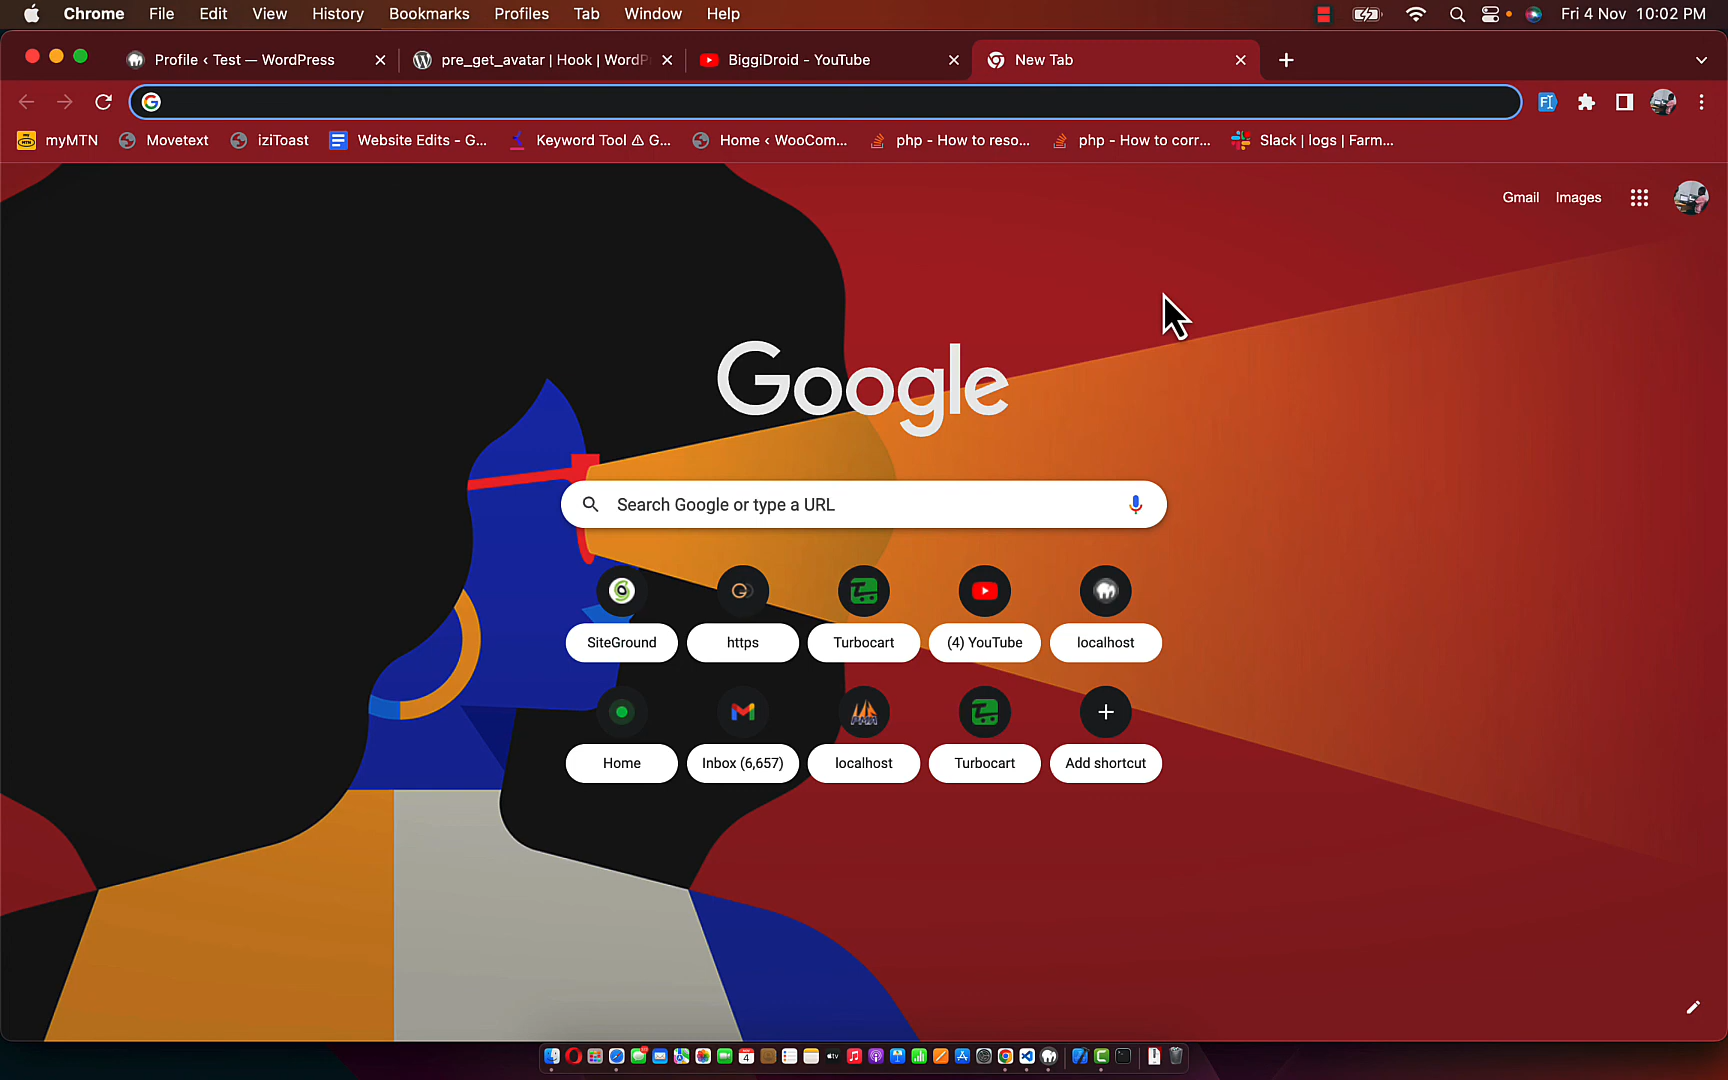 Chrome File Edit View History Bookmarks Profiles Tab Window Help Fri 4 Nov 10:02 PM
Profile ‹ Test — WordPress pre_get_avatar | Hook | WordP BiggiDroid - YouTube New Tab
myMTN Movetext iziToast Website Edits - G... Keyword Tool ⚠ G... Home ‹ WooCom... php - How to reso... php - How to corr... Slack | logs | Farm...
Gmail Images
Google
Search Google or type a URL
SiteGround https Turbocart (4) YouTube localhost
PMA
Home Inbox (6,657) localhost Turbocart Add shortcut